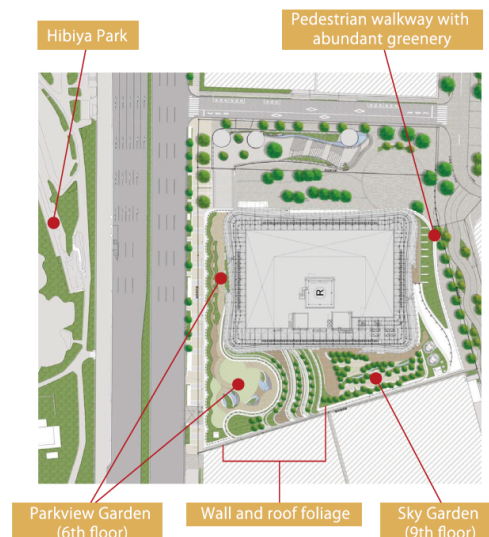 Pedestrian walkway with
abundant greenery
Hibiya Park
R
Parkview Garden
(6th floor)
Wall and roof foliage
Sky Garden
(9th floor)